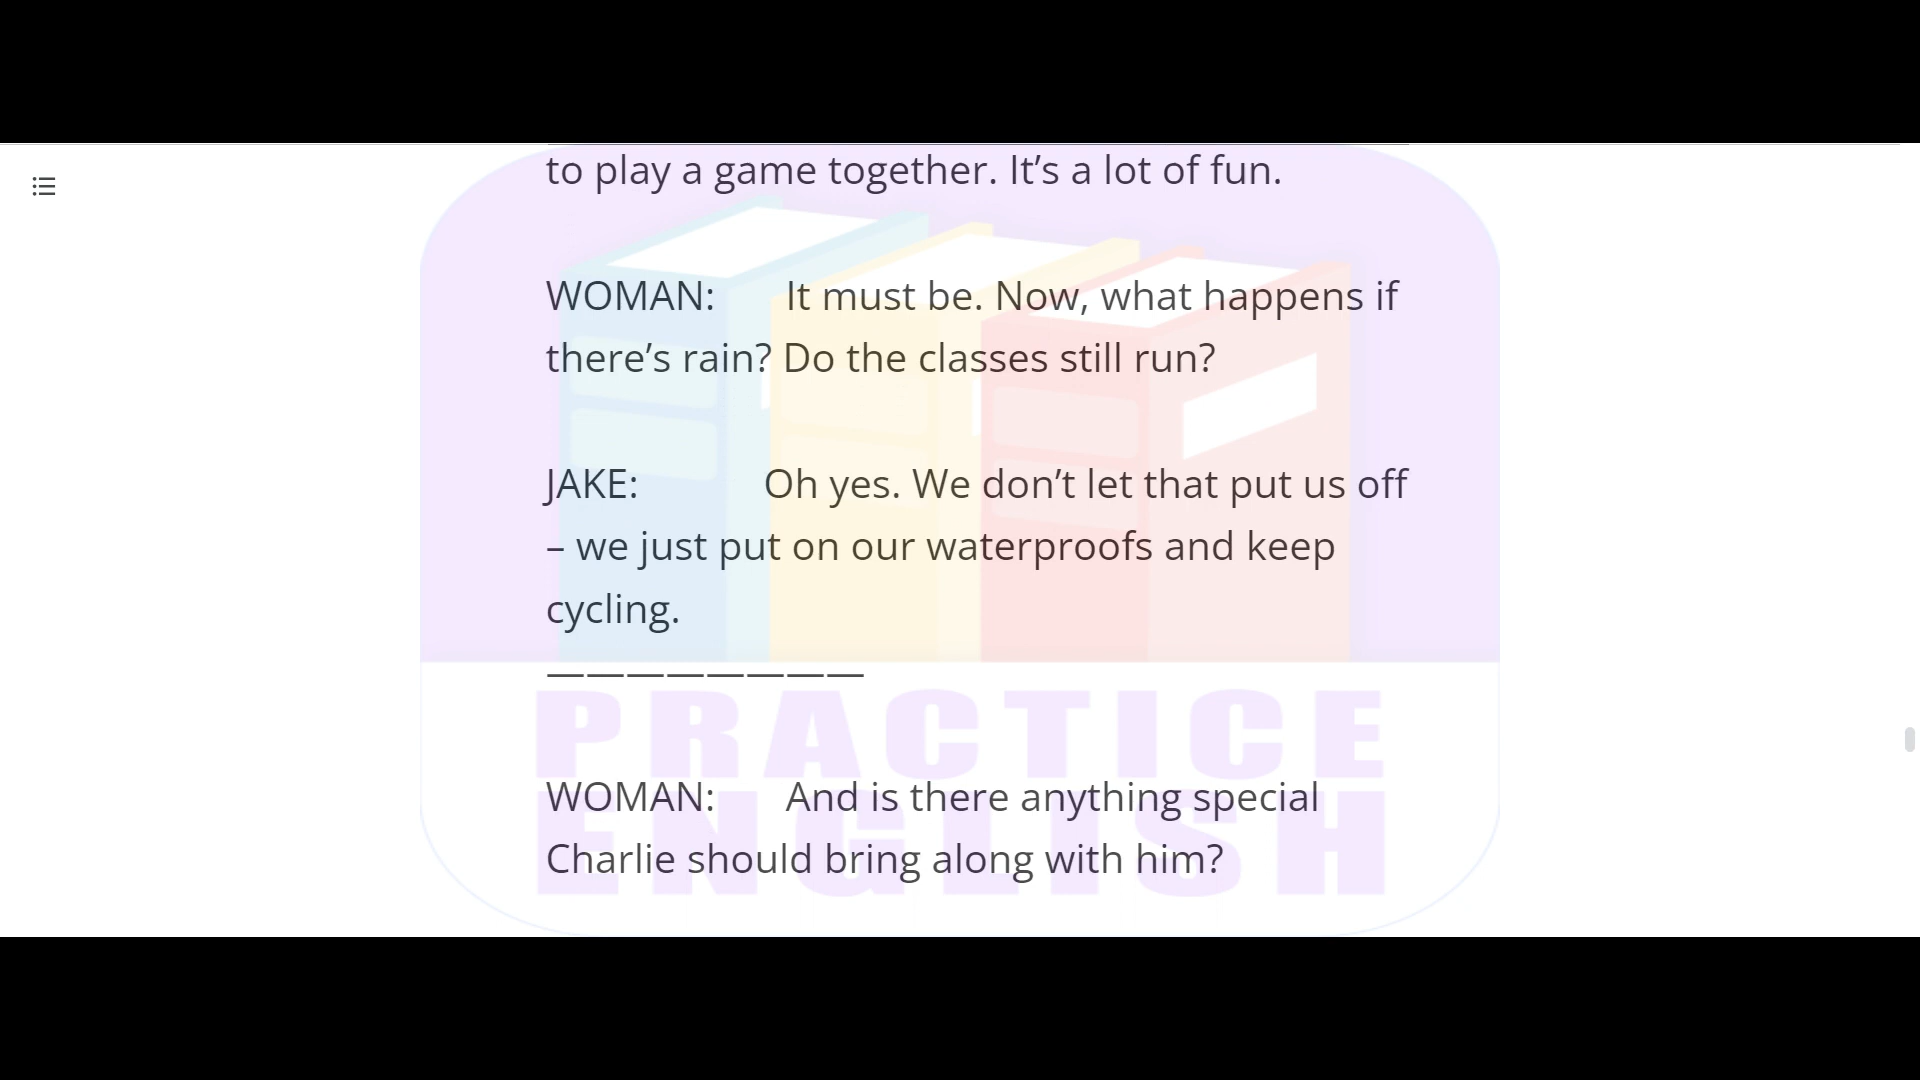 to play a game together. It’s a lot of fun.
WOMAN: It must be. Now, what happens if
there’s rain? Do the classes still run?
JAKE: Oh yes. We don’t let that put us off
– we just put on our waterproofs and keep
cycling.
————————
WOMAN: And is there anything special
Charlie should bring along with him?
PRACTICE
ENGLISH